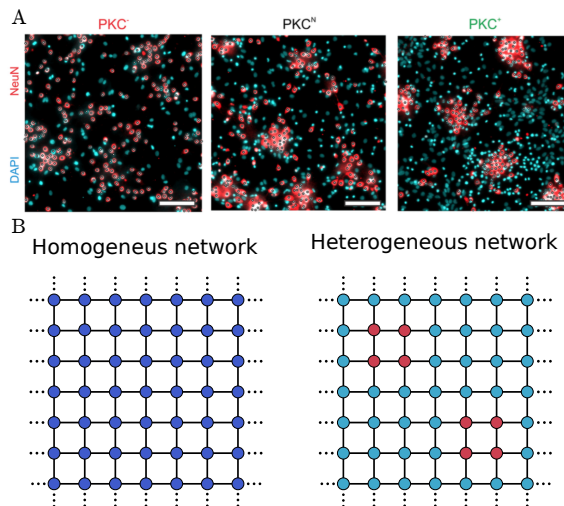 A
PKC⁻
PKCᴺ
PKC⁺
NeuN
DAPI
B
Homogeneus network
Heterogeneous network